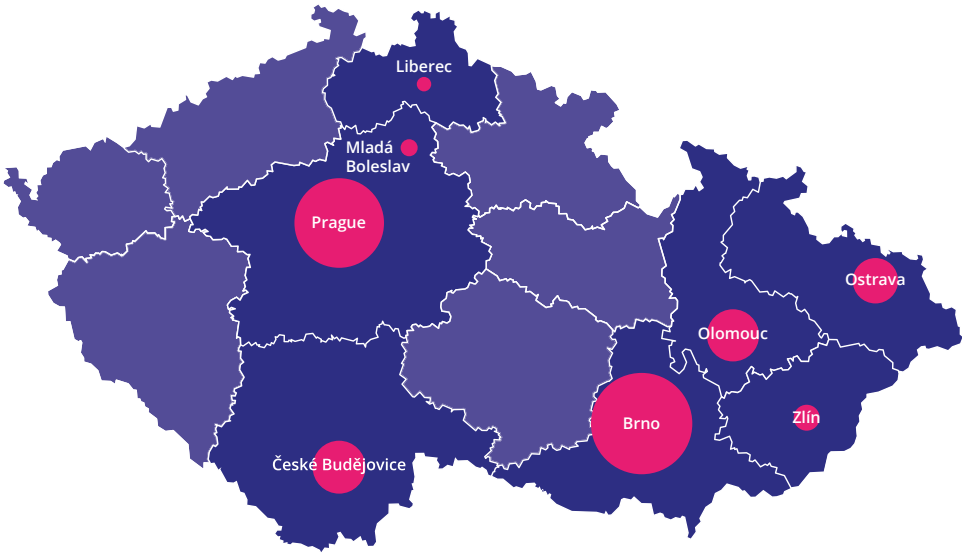 Liberec
Mladá
Boleslav
Prague
Ostrava
Olomouc
Zlín
Brno
České Budějovice